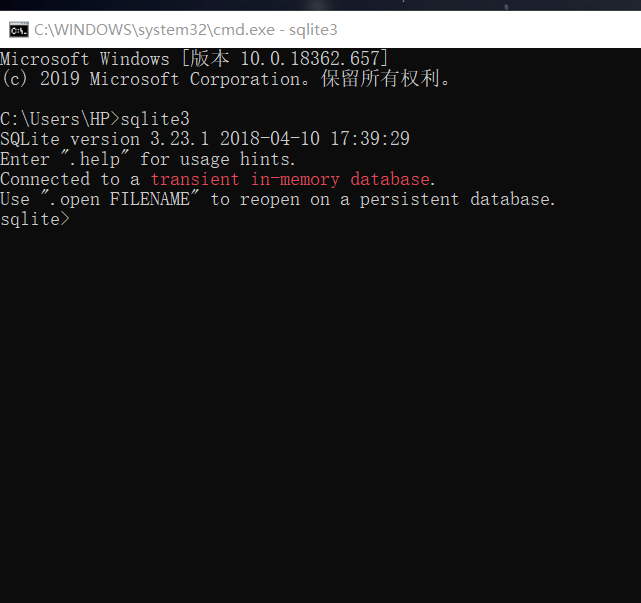 C:\WINDOWS\system32\cmd.exe - sqlite3
Microsoft Windows [版本 10.0.18362.657]
(c) 2019 Microsoft Corporation。保留所有权利。
C:\Users\HP>sqlite3
SQLite version 3.23.1 2018-04-10 17:39:29
Enter ".help" for usage hints.
Connected to a transient in-memory database.
Use ".open FILENAME" to reopen on a persistent database.
sqlite>